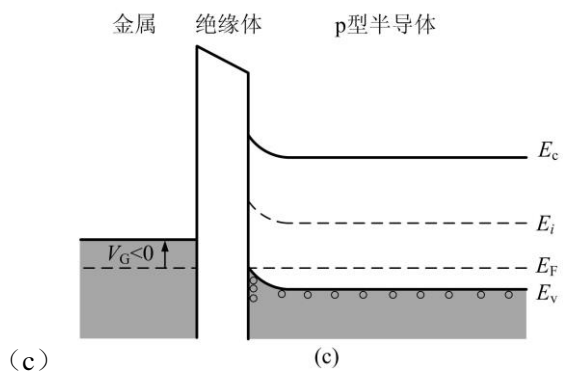 金属 绝缘体 p型半导体
E_c
E_i
V_G<0
E_F
E_v
（c） (c)